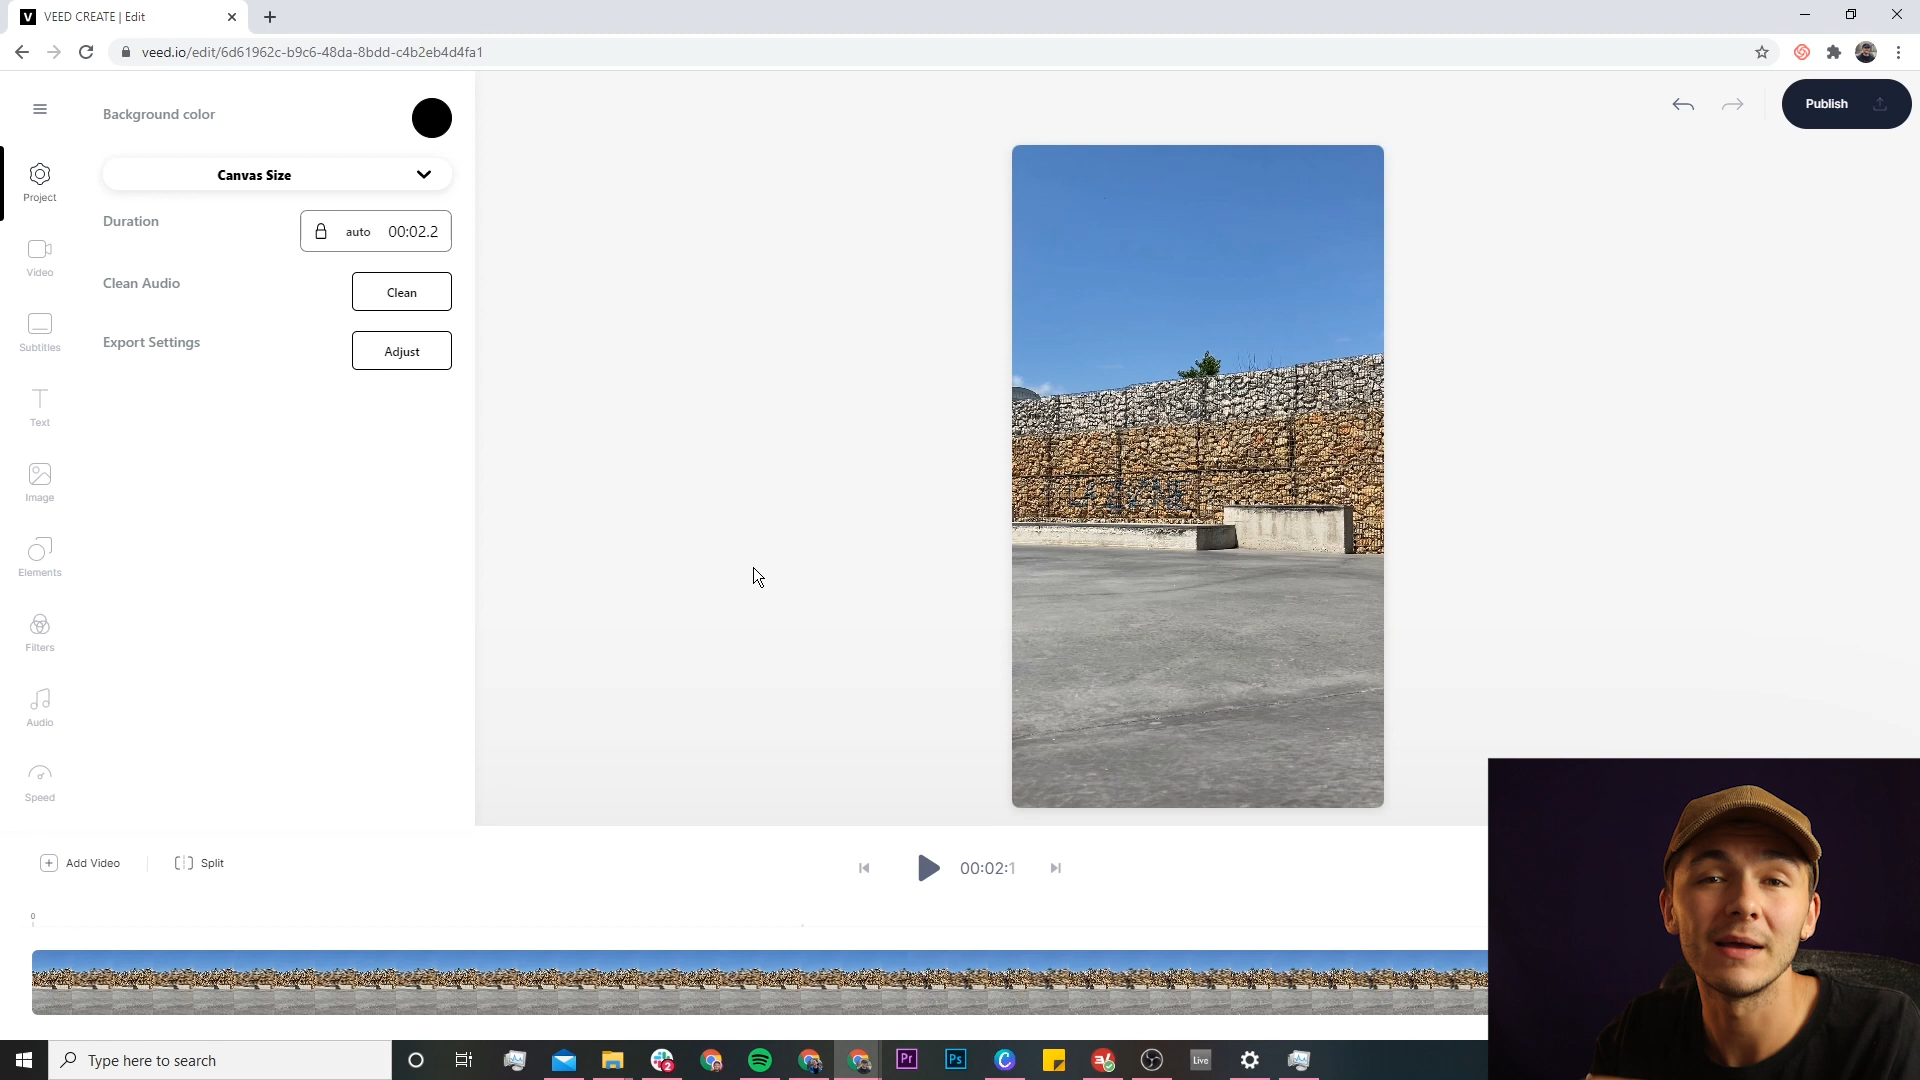 V VEED CREATE | Edit
veed.io/edit/6d61962c-b9c6-48da-8bdd-c4b2eb4d4fa1
Background color
Publish
Canvas Size
Project
Duration
auto 00:02.2
Video
Clean Audio
Clean
Subtitles
Export Settings
Adjust
Text
Image
Elements
Filters
Audio
Speed
Add Video
Split
00:02:1
0
Type here to search
2
Pr
Ps
Live